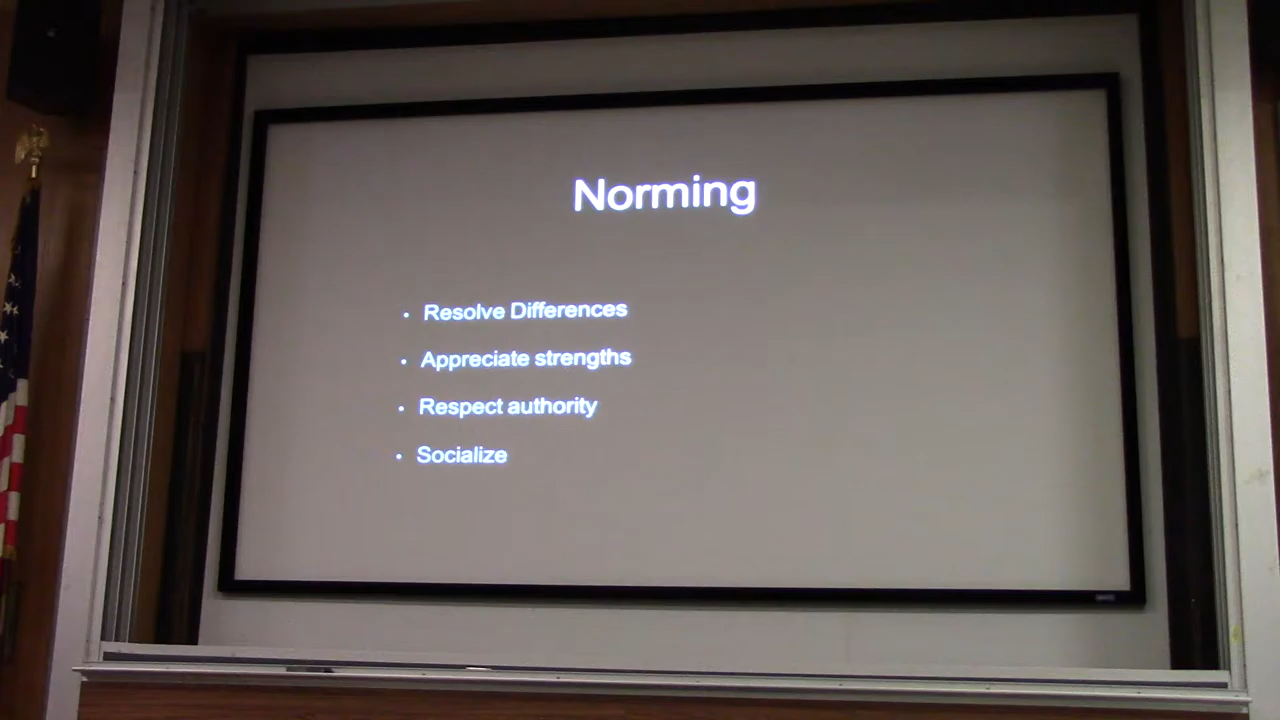 Norming
• Resolve Differences
• Appreciate strengths
• Respect authority
• Socialize